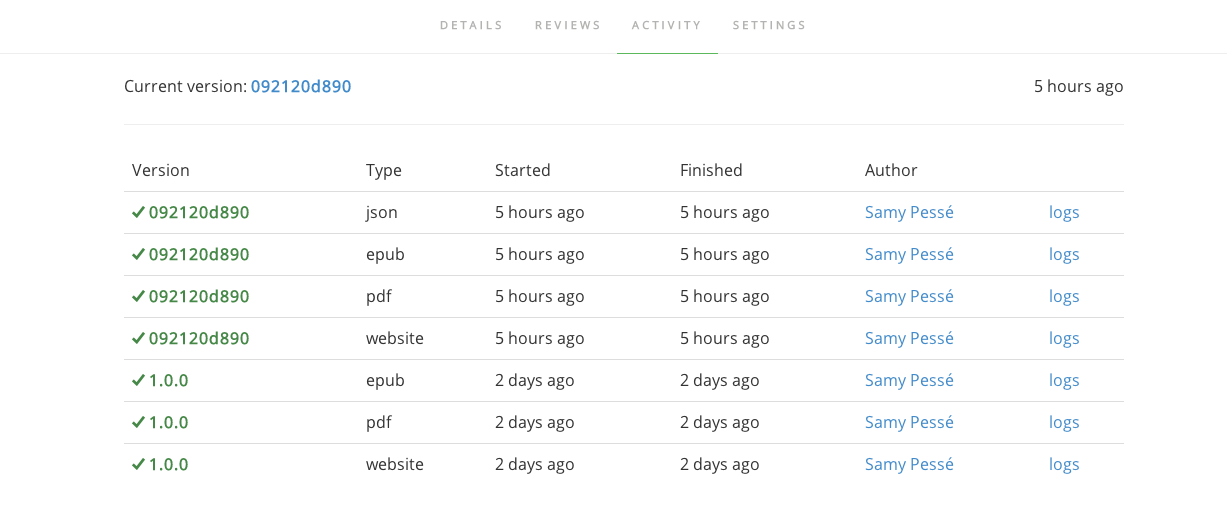 DETAILS REVIEWS ACTIVITY SETTINGS
Current version: 092120d890 5 hours ago
Version Type Started Finished Author
092120d890 json 5 hours ago 5 hours ago Samy Pessé logs
092120d890 epub 5 hours ago 5 hours ago Samy Pessé logs
092120d890 pdf 5 hours ago 5 hours ago Samy Pessé logs
092120d890 website 5 hours ago 5 hours ago Samy Pessé logs
1.0.0 epub 2 days ago 2 days ago Samy Pessé logs
1.0.0 pdf 2 days ago 2 days ago Samy Pessé logs
1.0.0 website 2 days ago 2 days ago Samy Pessé logs